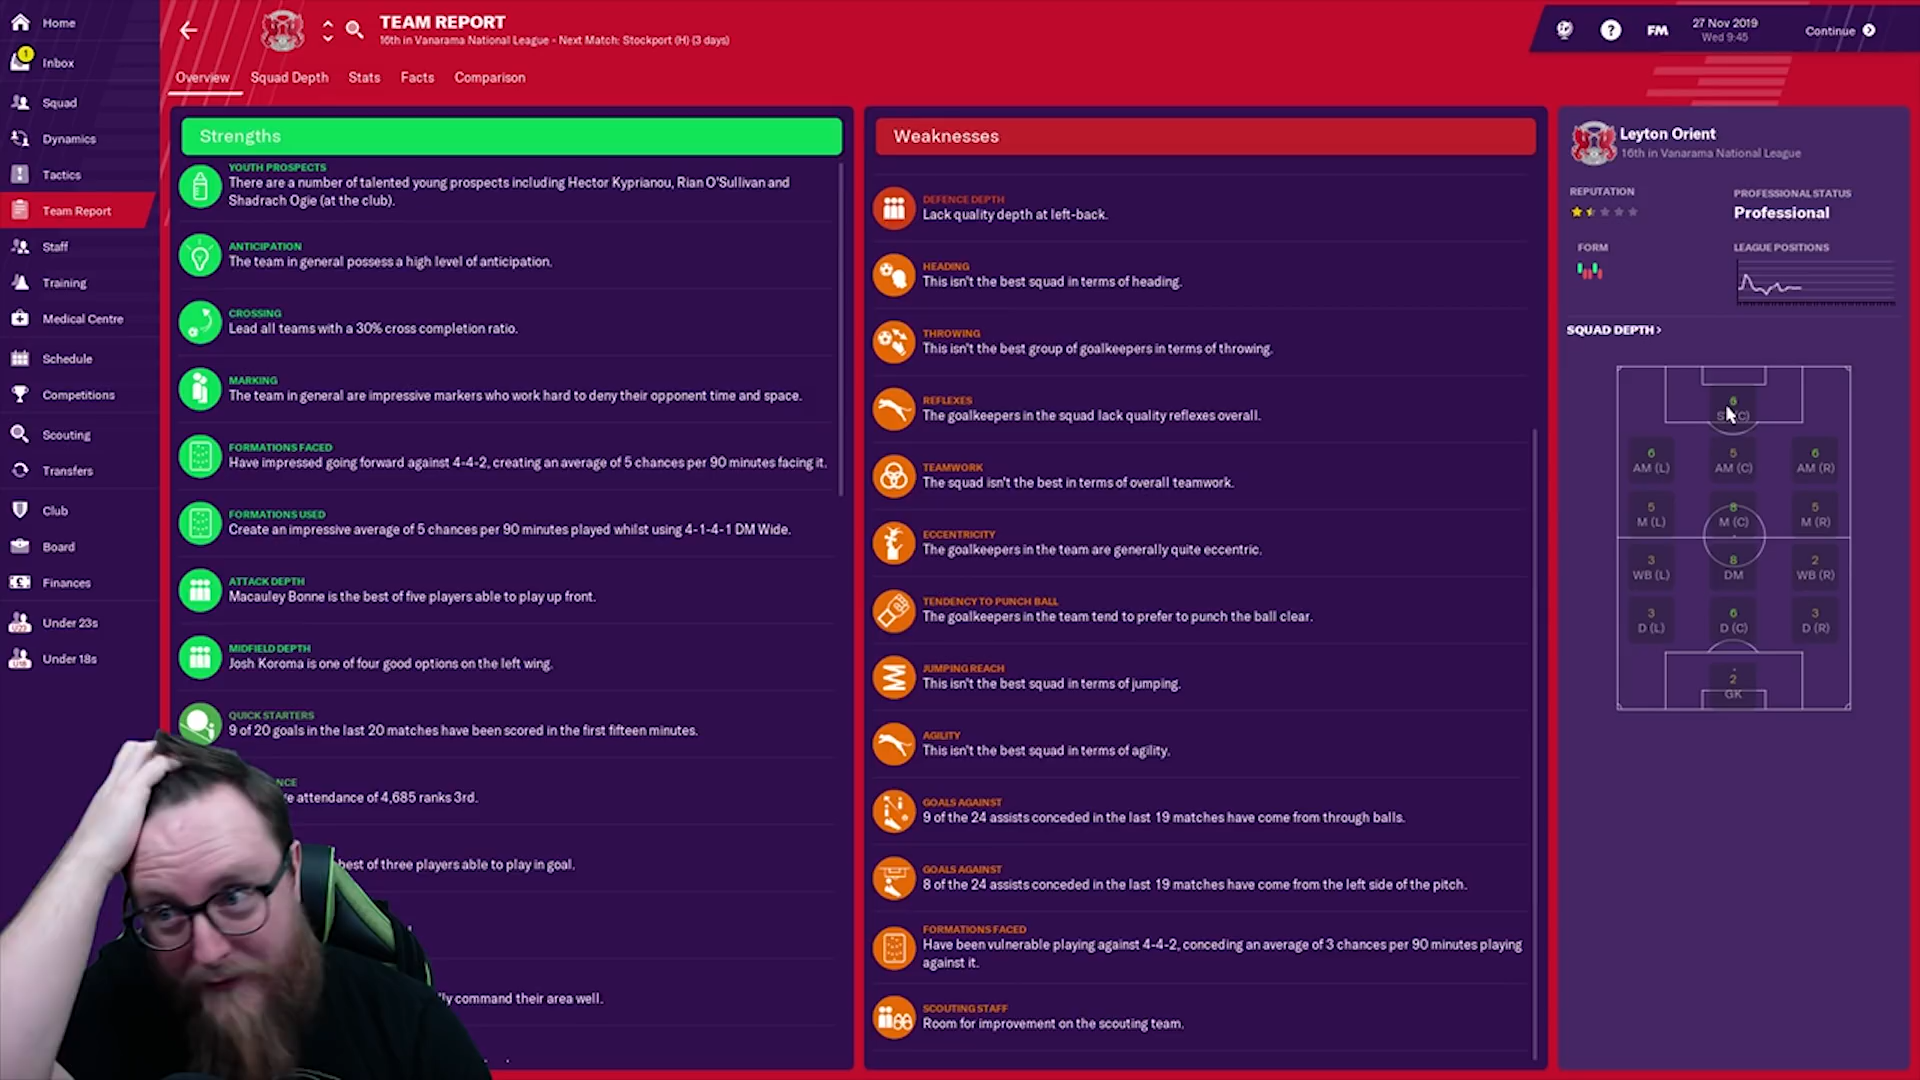 Home
1
Inbox
Squad
Dynamics
Tactics
Team Report
Staff
Training
Medical Centre
Schedule
Competitions
Scouting
Transfers
Club
Board
Finances
Under 23s
Under 18s
TEAM REPORT
16th in Vanarama National League - Next Match: Stockport (H) (3 days)
Overview
Squad Depth
Stats
Facts
Comparison
?
FM
27 Nov 2019
Wed 9:45
Continue
Strengths
YOUTH PROSPECTS
There are a number of talented young prospects including Hector Kyprianou, Rian O'Sullivan and
Shadrach Ogie (at the club).
ANTICIPATION
The team in general possess a high level of anticipation.
CROSSING
Lead all teams with a 30% cross completion ratio.
MARKING
The team in general are impressive markers who work hard to deny their opponent time and space.
FORMATIONS FACED
Have impressed going forward against 4-4-2, creating an average of 5 chances per 90 minutes facing it.
FORMATIONS USED
Create an impressive average of 5 chances per 90 minutes played whilst using 4-1-4-1 DM Wide.
ATTACK DEPTH
Macauley Bonne is the best of five players able to play up front.
MIDFIELD DEPTH
Josh Koroma is one of four good options on the left wing.
QUICK STARTERS
9 of 20 goals in the last 20 matches have been scored in the first fifteen minutes.
NCE
attendance of 4,685 ranks 3rd.
best of three players able to play in goal.
ly command their area well.
Weaknesses
DEFENCE DEPTH
Lack quality depth at left-back.
HEADING
This isn't the best squad in terms of heading.
THROWING
This isn't the best group of goalkeepers in terms of throwing.
REFLEXES
The goalkeepers in the squad lack quality reflexes overall.
TEAMWORK
The squad isn't the best in terms of overall teamwork.
ECCENTRICITY
The goalkeepers in the team are generally quite eccentric.
TENDENCY TO PUNCH BALL
The goalkeepers in the team tend to prefer to punch the ball clear.
JUMPING REACH
This isn't the best squad in terms of jumping.
AGILITY
This isn't the best squad in terms of agility.
GOALS AGAINST
9 of the 24 assists conceded in the last 19 matches have come from through balls.
GOALS AGAINST
8 of the 24 assists conceded in the last 19 matches have come from the left side of the pitch.
FORMATIONS FACED
Have been vulnerable playing against 4-4-2, conceding an average of 3 chances per 90 minutes playing
against it.
SCOUTING STAFF
Room for improvement on the scouting team.
Leyton Orient
16th in Vanarama National League
REPUTATION
PROFESSIONAL STATUS
Professional
FORM
LEAGUE POSITIONS
SQUAD DEPTH >
6
6 5 6
AM (L) AM (C) AM (R)
5 8 5
M (L) M (C) M (R)
3 8 2
WB (L) DM WB (R)
3 6 3
D (L) D (C) D (R)
2
GK